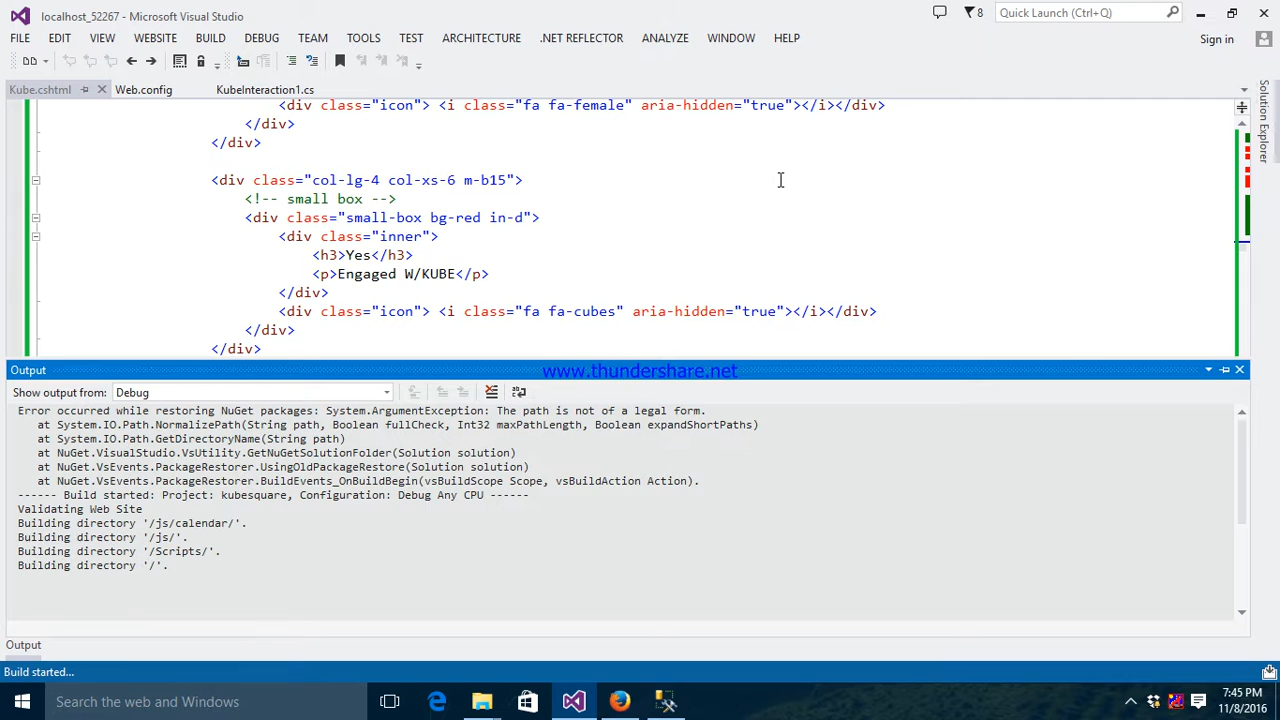 localhost_52267 - Microsoft Visual Studio
8
Quick Launch (Ctrl+Q)
FILE EDIT VIEW WEBSITE BUILD DEBUG TEAM TOOLS TEST ARCHITECTURE .NET REFLECTOR ANALYZE WINDOW HELP
Sign in
Kube.cshtml Web.config KubeInteraction1.cs
Solution Explorer
<div class="icon"> <i class="fa fa-female" aria-hidden="true"></i></div>
</div>
</div>
<div class="col-lg-4 col-xs-6 m-b15">
<!-- small box -->
<div class="small-box bg-red in-d">
<div class="inner">
<h3>Yes</h3>
<p>Engaged W/KUBE</p>
</div>
<div class="icon"> <i class="fa fa-cubes" aria-hidden="true"></i></div>
</div>
</div>
Output
www.thundershare.net
Show output from: Debug
Error occurred while restoring NuGet packages: System.ArgumentException: The path is not of a legal form.
at System.IO.Path.NormalizePath(String path, Boolean fullCheck, Int32 maxPathLength, Boolean expandShortPaths)
at System.IO.Path.GetDirectoryName(String path)
at NuGet.VisualStudio.VsUtility.GetNuGetSolutionFolder(Solution solution)
at NuGet.VsEvents.PackageRestorer.UsingOldPackageRestore(Solution solution)
at NuGet.VsEvents.PackageRestorer.BuildEvents_OnBuildBegin(vsBuildScope Scope, vsBuildAction Action).
------ Build started: Project: kubesquare, Configuration: Debug Any CPU ------
Validating Web Site
Building directory '/js/calendar/'.
Building directory '/js/'.
Building directory '/Scripts/'.
Building directory '/'.
Output
Build started...
Search the web and Windows
7:45 PM
11/8/2016